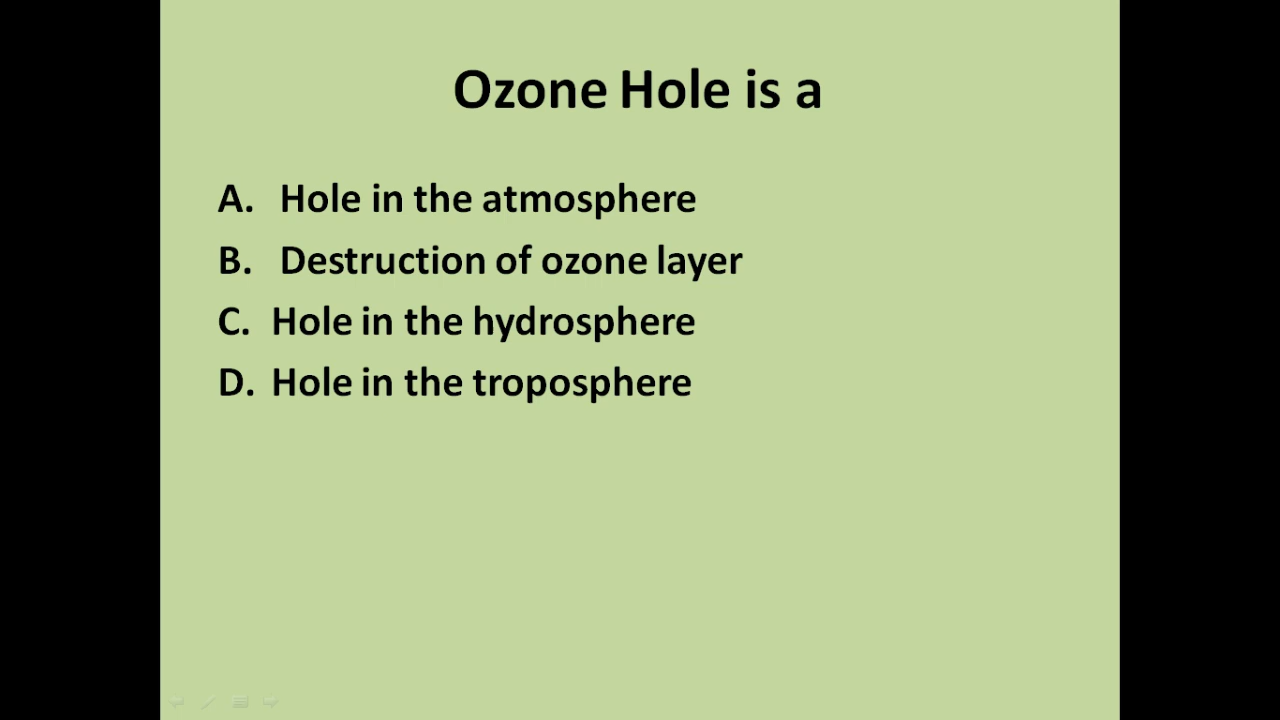 Ozone Hole is a
A. Hole in the atmosphere
B. Destruction of ozone layer
C. Hole in the hydrosphere
D. Hole in the troposphere